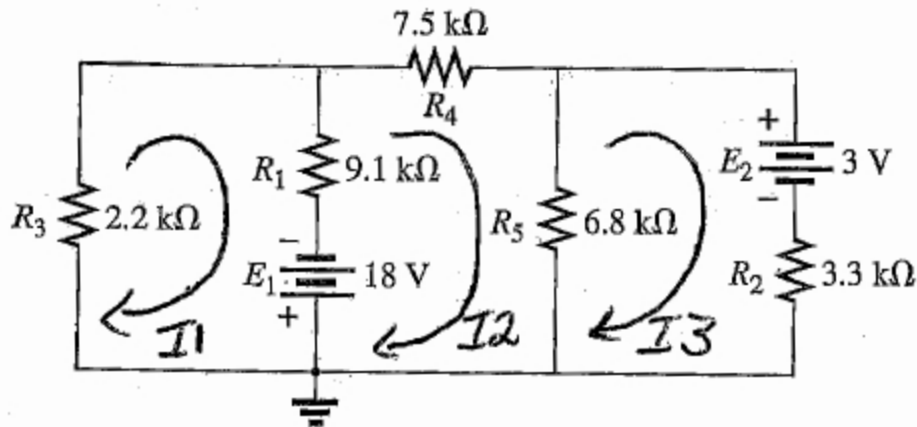 7.5 kΩ
R4
R1 9.1 kΩ
R3 2.2 kΩ
E1 18 V
- +
R5 6.8 kΩ
+ -
E2 3 V
R2 3.3 kΩ
I1
I2
I3